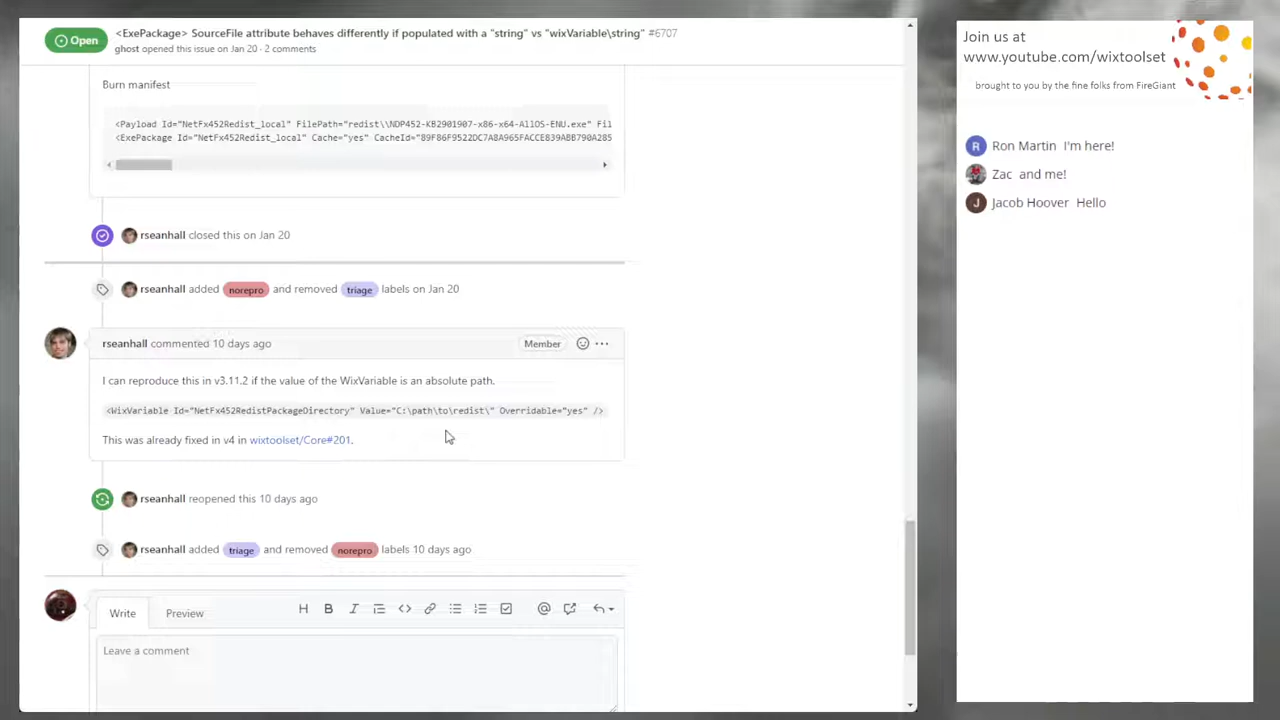 Open
<ExePackage> SourceFile attribute behaves differently if populated with a "string" vs "wixVariable\string" #6707
ghost opened this issue on Jan 20 · 2 comments
Burn manifest
<Payload Id="NetFx452Redist_local" FilePath="redist\\NDP452-KB2901907-x86-x64-AllOS-ENU.exe" Fil
<ExePackage Id="NetFx452Redist_local" Cache="yes" CacheId="89F86F9522DC7A8A965FACCE839ABB790A285
rseanhall closed this on Jan 20
rseanhall added norepro and removed triage labels on Jan 20
rseanhall commented 10 days ago
Member
I can reproduce this in v3.11.2 if the value of the WixVariable is an absolute path.
<WixVariable Id="NetFx452RedistPackageDirectory" Value="C:\path\to\redist\" Overridable="yes" />
This was already fixed in v4 in wixtoolset/Core#201.
rseanhall reopened this 10 days ago
rseanhall added triage and removed norepro labels 10 days ago
Write
Preview
Leave a comment
Join us at
www.youtube.com/wixtoolset
brought to you by the fine folks from FireGiant
R Ron Martin I'm here!
Zac and me!
J Jacob Hoover Hello